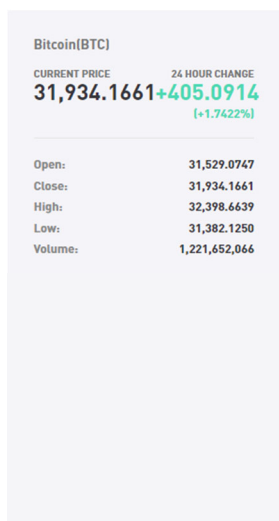 Bitcoin(BTC)
CURRENT PRICE 24 HOUR CHANGE
31,934.1661+405.0914
(+1.7422%)
Open: 31,529.0747
Close: 31,934.1661
High: 32,398.6639
Low: 31,382.1250
Volume: 1,221,652,066